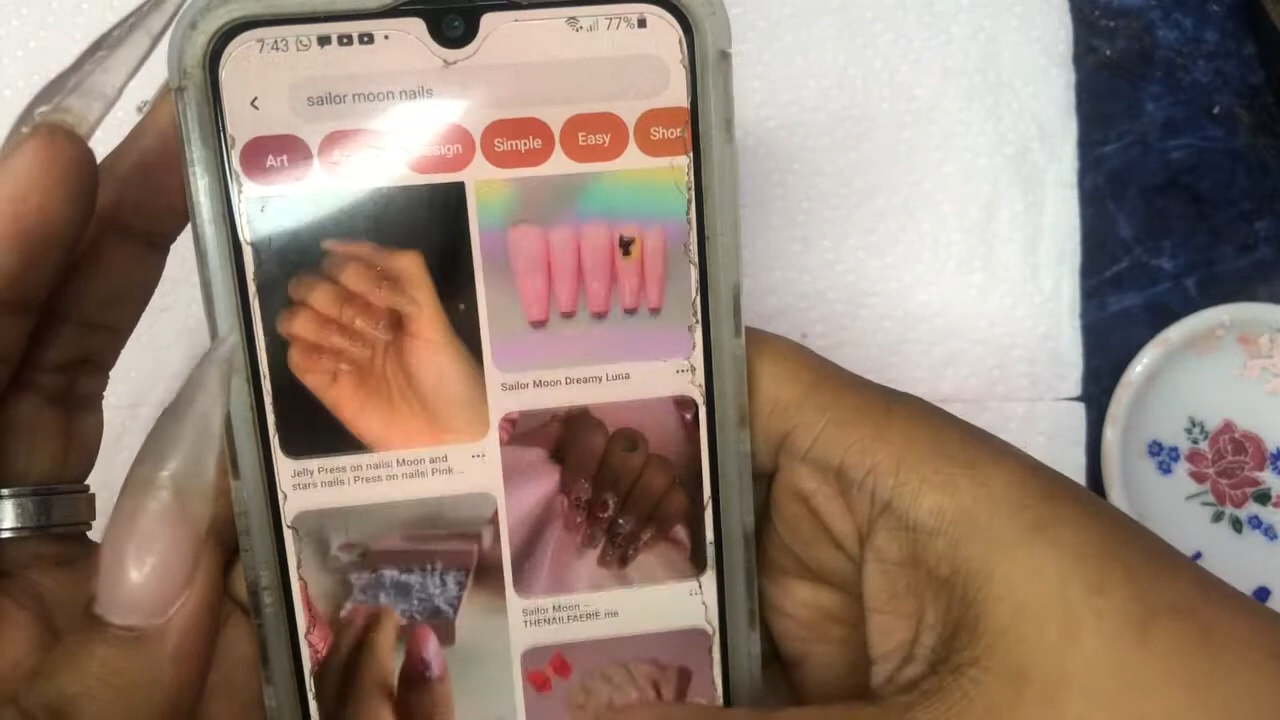 7:43
77%
sailor moon nails
Art
Simple
Easy
Sailor Moon Dreamy Luna
Jelly Press on nails| Moon and
stars nails | Press on nails| Pink ...
Sailor Moon —
THENAILFAERIE.me